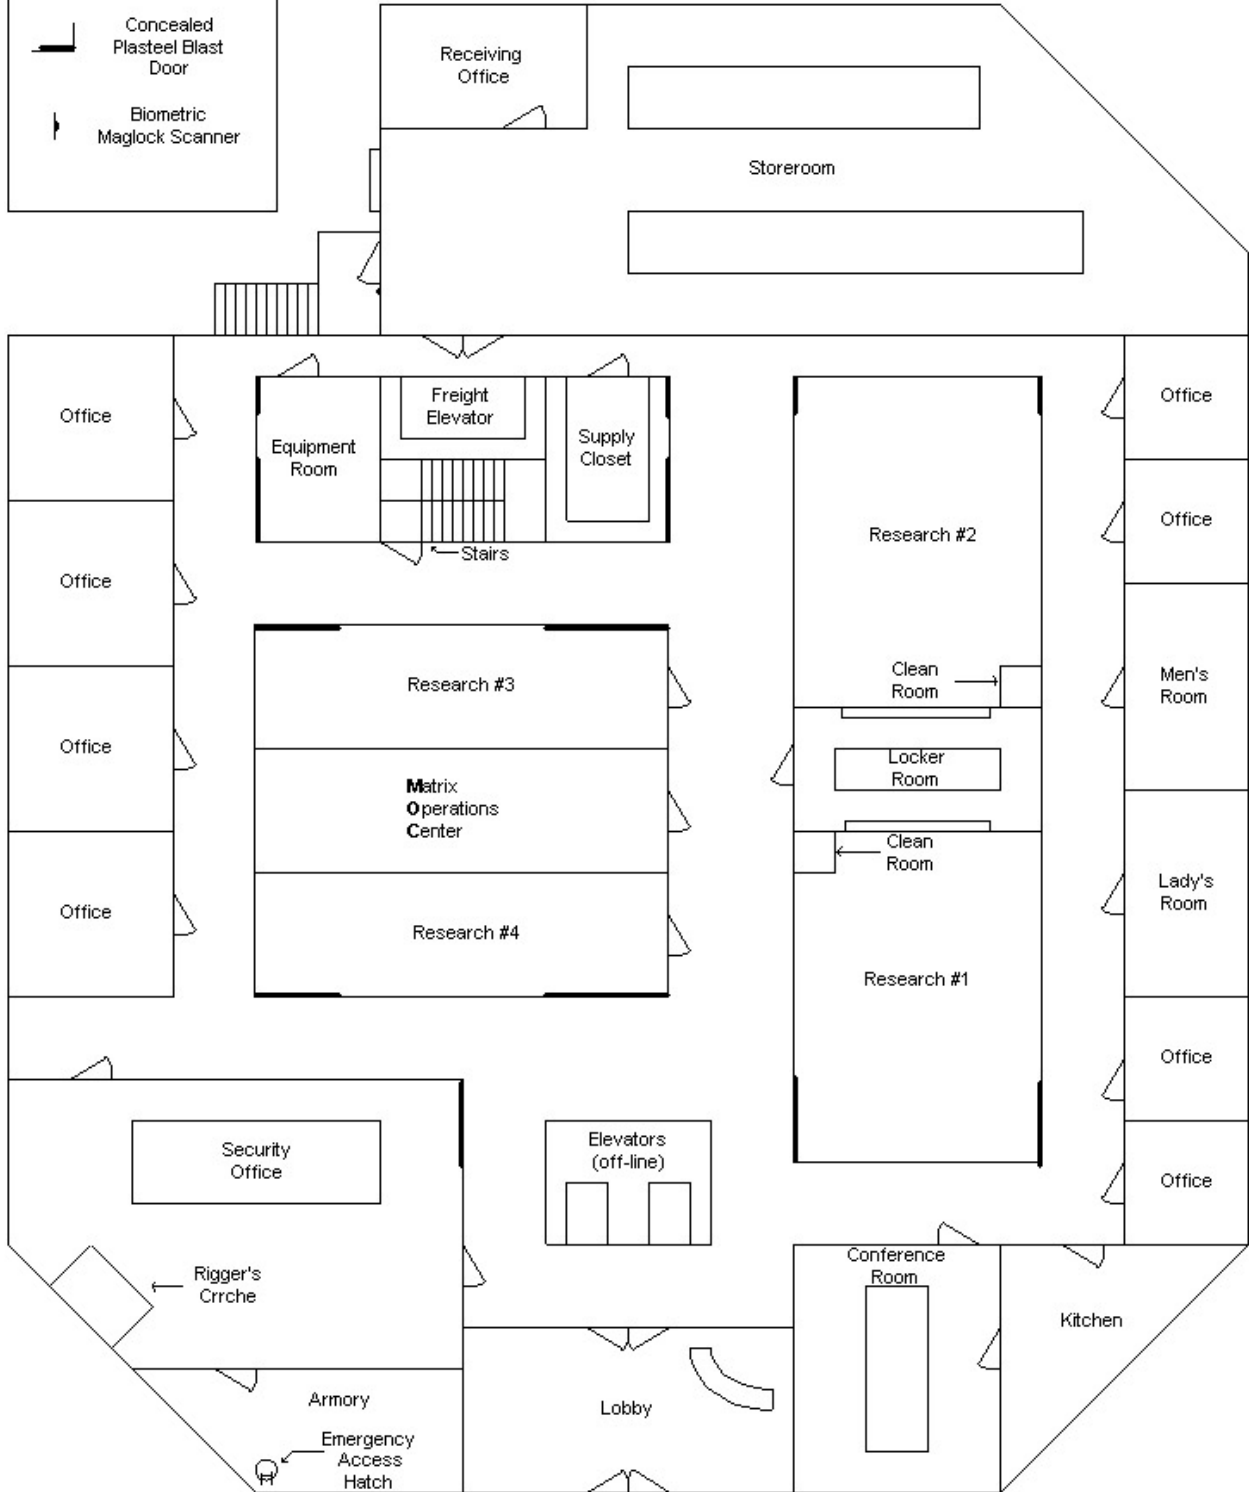 Concealed
Plasteel Blast
Door
Biometric
Maglock Scanner
Receiving
Office
Storeroom
Office
Equipment
Room
Freight
Elevator
Supply
Closet
Stairs
Office
Office
Research #2
Office
Research #3
Clean
Room
Men's
Room
Office
Matrix
Operations
Center
Locker
Room
Clean
Room
Lady's
Room
Office
Research #4
Research #1
Office
Security
Office
Elevators
(off-line)
Office
Rigger's
Crrche
Conference
Room
Kitchen
Armory
Lobby
Emergency
Access
Hatch